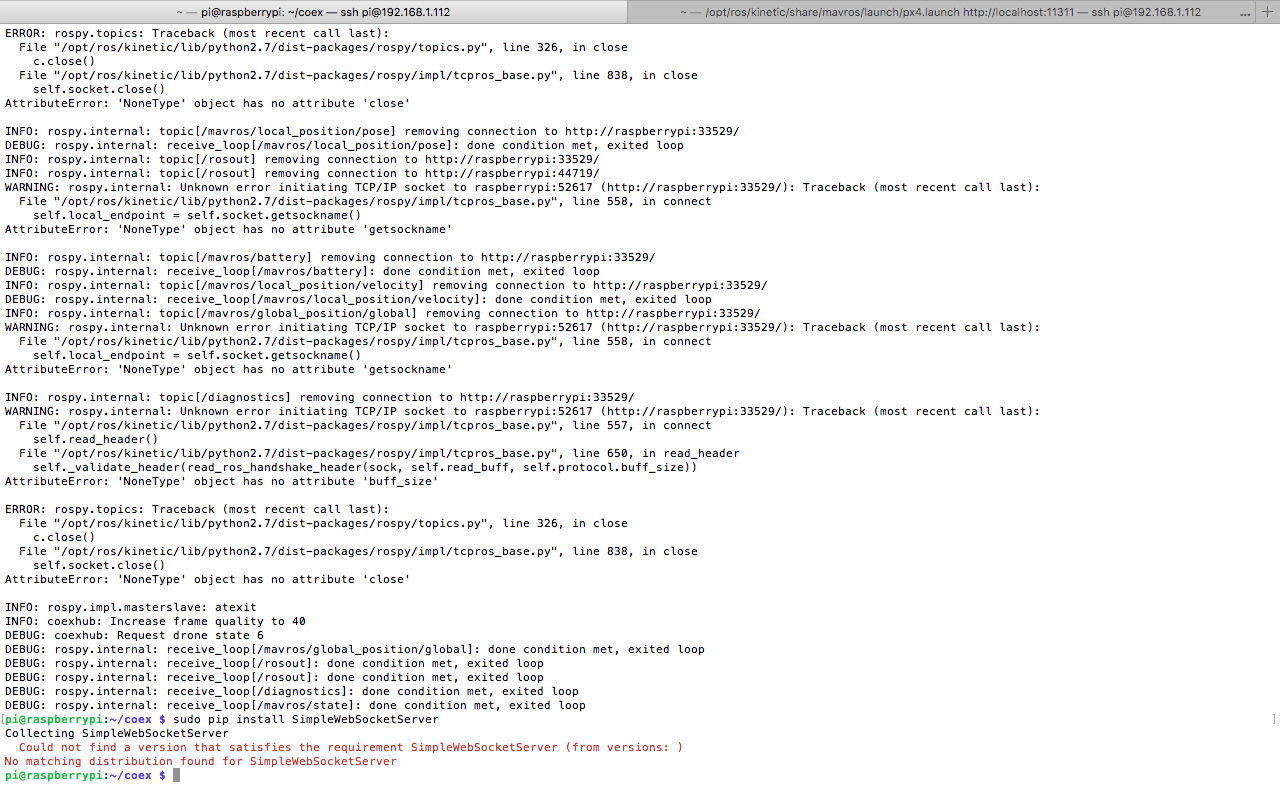 ~ — pi@raspberrypi: ~/coex — ssh pi@192.168.1.112
~ — /opt/ros/kinetic/share/mavros/launch/px4.launch http://localhost:11311 — ssh pi@192.168.1.112 ... +
ERROR: rospy.topics: Traceback (most recent call last):
  File "/opt/ros/kinetic/lib/python2.7/dist-packages/rospy/topics.py", line 326, in close
    c.close()
  File "/opt/ros/kinetic/lib/python2.7/dist-packages/rospy/impl/tcpros_base.py", line 838, in close
    self.socket.close()
AttributeError: 'NoneType' object has no attribute 'close'

INFO: rospy.internal: topic[/mavros/local_position/pose] removing connection to http://raspberrypi:33529/
DEBUG: rospy.internal: receive_loop[/mavros/local_position/pose]: done condition met, exited loop
INFO: rospy.internal: topic[/rosout] removing connection to http://raspberrypi:33529/
INFO: rospy.internal: topic[/rosout] removing connection to http://raspberrypi:44719/
WARNING: rospy.internal: Unknown error initiating TCP/IP socket to raspberrypi:52617 (http://raspberrypi:33529/): Traceback (most recent call last):
  File "/opt/ros/kinetic/lib/python2.7/dist-packages/rospy/impl/tcpros_base.py", line 558, in connect
    self.local_endpoint = self.socket.getsockname()
AttributeError: 'NoneType' object has no attribute 'getsockname'

INFO: rospy.internal: topic[/mavros/battery] removing connection to http://raspberrypi:33529/
DEBUG: rospy.internal: receive_loop[/mavros/battery]: done condition met, exited loop
INFO: rospy.internal: topic[/mavros/local_position/velocity] removing connection to http://raspberrypi:33529/
DEBUG: rospy.internal: receive_loop[/mavros/local_position/velocity]: done condition met, exited loop
INFO: rospy.internal: topic[/mavros/global_position/global] removing connection to http://raspberrypi:33529/
WARNING: rospy.internal: Unknown error initiating TCP/IP socket to raspberrypi:52617 (http://raspberrypi:33529/): Traceback (most recent call last):
  File "/opt/ros/kinetic/lib/python2.7/dist-packages/rospy/impl/tcpros_base.py", line 558, in connect
    self.local_endpoint = self.socket.getsockname()
AttributeError: 'NoneType' object has no attribute 'getsockname'

INFO: rospy.internal: topic[/diagnostics] removing connection to http://raspberrypi:33529/
WARNING: rospy.internal: Unknown error initiating TCP/IP socket to raspberrypi:52617 (http://raspberrypi:33529/): Traceback (most recent call last):
  File "/opt/ros/kinetic/lib/python2.7/dist-packages/rospy/impl/tcpros_base.py", line 557, in connect
    self.read_header()
  File "/opt/ros/kinetic/lib/python2.7/dist-packages/rospy/impl/tcpros_base.py", line 650, in read_header
    self._validate_header(read_ros_handshake_header(sock, self.read_buff, self.protocol.buff_size))
AttributeError: 'NoneType' object has no attribute 'buff_size'

ERROR: rospy.topics: Traceback (most recent call last):
  File "/opt/ros/kinetic/lib/python2.7/dist-packages/rospy/topics.py", line 326, in close
    c.close()
  File "/opt/ros/kinetic/lib/python2.7/dist-packages/rospy/impl/tcpros_base.py", line 838, in close
    self.socket.close()
AttributeError: 'NoneType' object has no attribute 'close'

INFO: rospy.impl.masterslave: atexit
INFO: coexhub: Increase frame quality to 40
DEBUG: coexhub: Request drone state 6
DEBUG: rospy.internal: receive_loop[/mavros/global_position/global]: done condition met, exited loop
DEBUG: rospy.internal: receive_loop[/rosout]: done condition met, exited loop
DEBUG: rospy.internal: receive_loop[/rosout]: done condition met, exited loop
DEBUG: rospy.internal: receive_loop[/diagnostics]: done condition met, exited loop
DEBUG: rospy.internal: receive_loop[/mavros/state]: done condition met, exited loop
[pi@raspberrypi:~/coex $ sudo pip install SimpleWebSocketServer ]
Collecting SimpleWebSocketServer
  Could not find a version that satisfies the requirement SimpleWebSocketServer (from versions: )
No matching distribution found for SimpleWebSocketServer
pi@raspberrypi:~/coex $